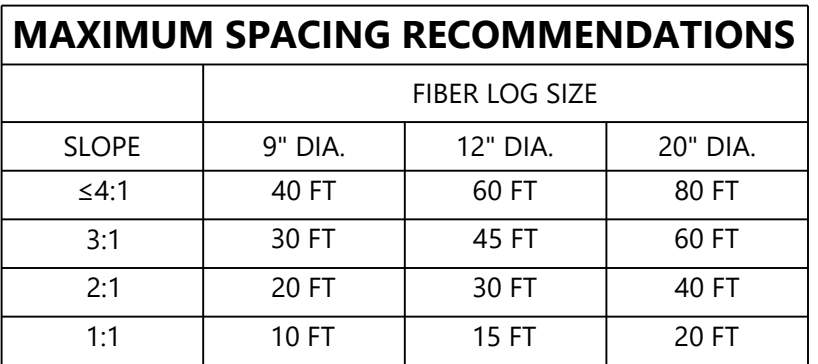 MAXIMUM SPACING RECOMMENDATIONS
FIBER LOG SIZE
SLOPE 9" DIA. 12" DIA. 20" DIA.
≤4:1 40 FT 60 FT 80 FT
3:1 30 FT 45 FT 60 FT
2:1 20 FT 30 FT 40 FT
1:1 10 FT 15 FT 20 FT